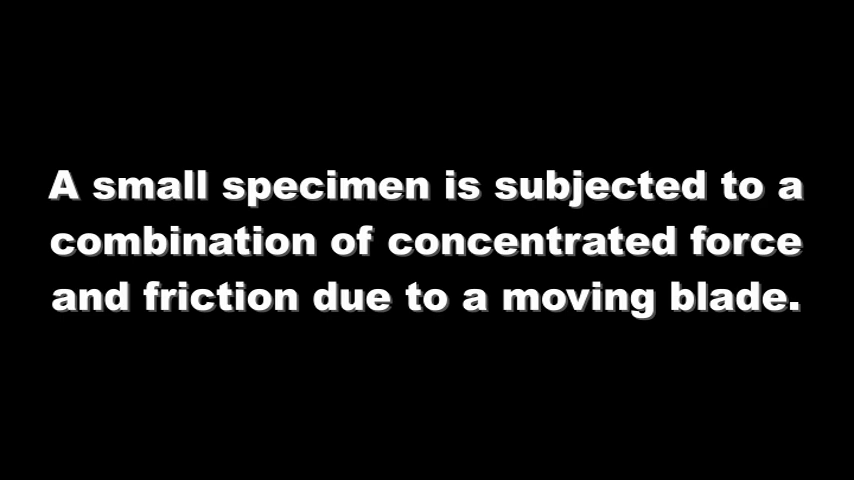 A small specimen is subjected to a
combination of concentrated force
and friction due to a moving blade.